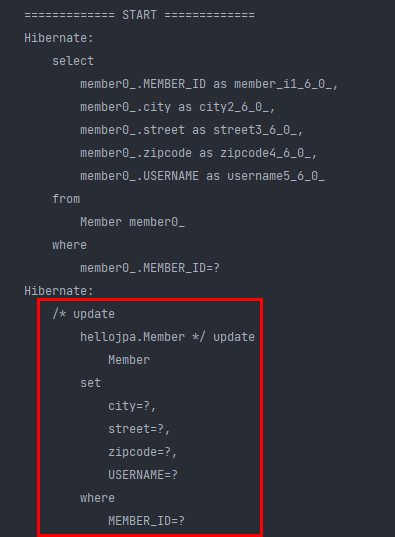 ============= START =============
Hibernate:
    select
        member0_.MEMBER_ID as member_i1_6_0_,
        member0_.city as city2_6_0_,
        member0_.street as street3_6_0_,
        member0_.zipcode as zipcode4_6_0_,
        member0_.USERNAME as username5_6_0_
    from
        Member member0_
    where
        member0_.MEMBER_ID=?
Hibernate:
    /* update
        hellojpa.Member */ update
            Member
        set
            city=?,
            street=?,
            zipcode=?,
            USERNAME=?
        where
            MEMBER_ID=?